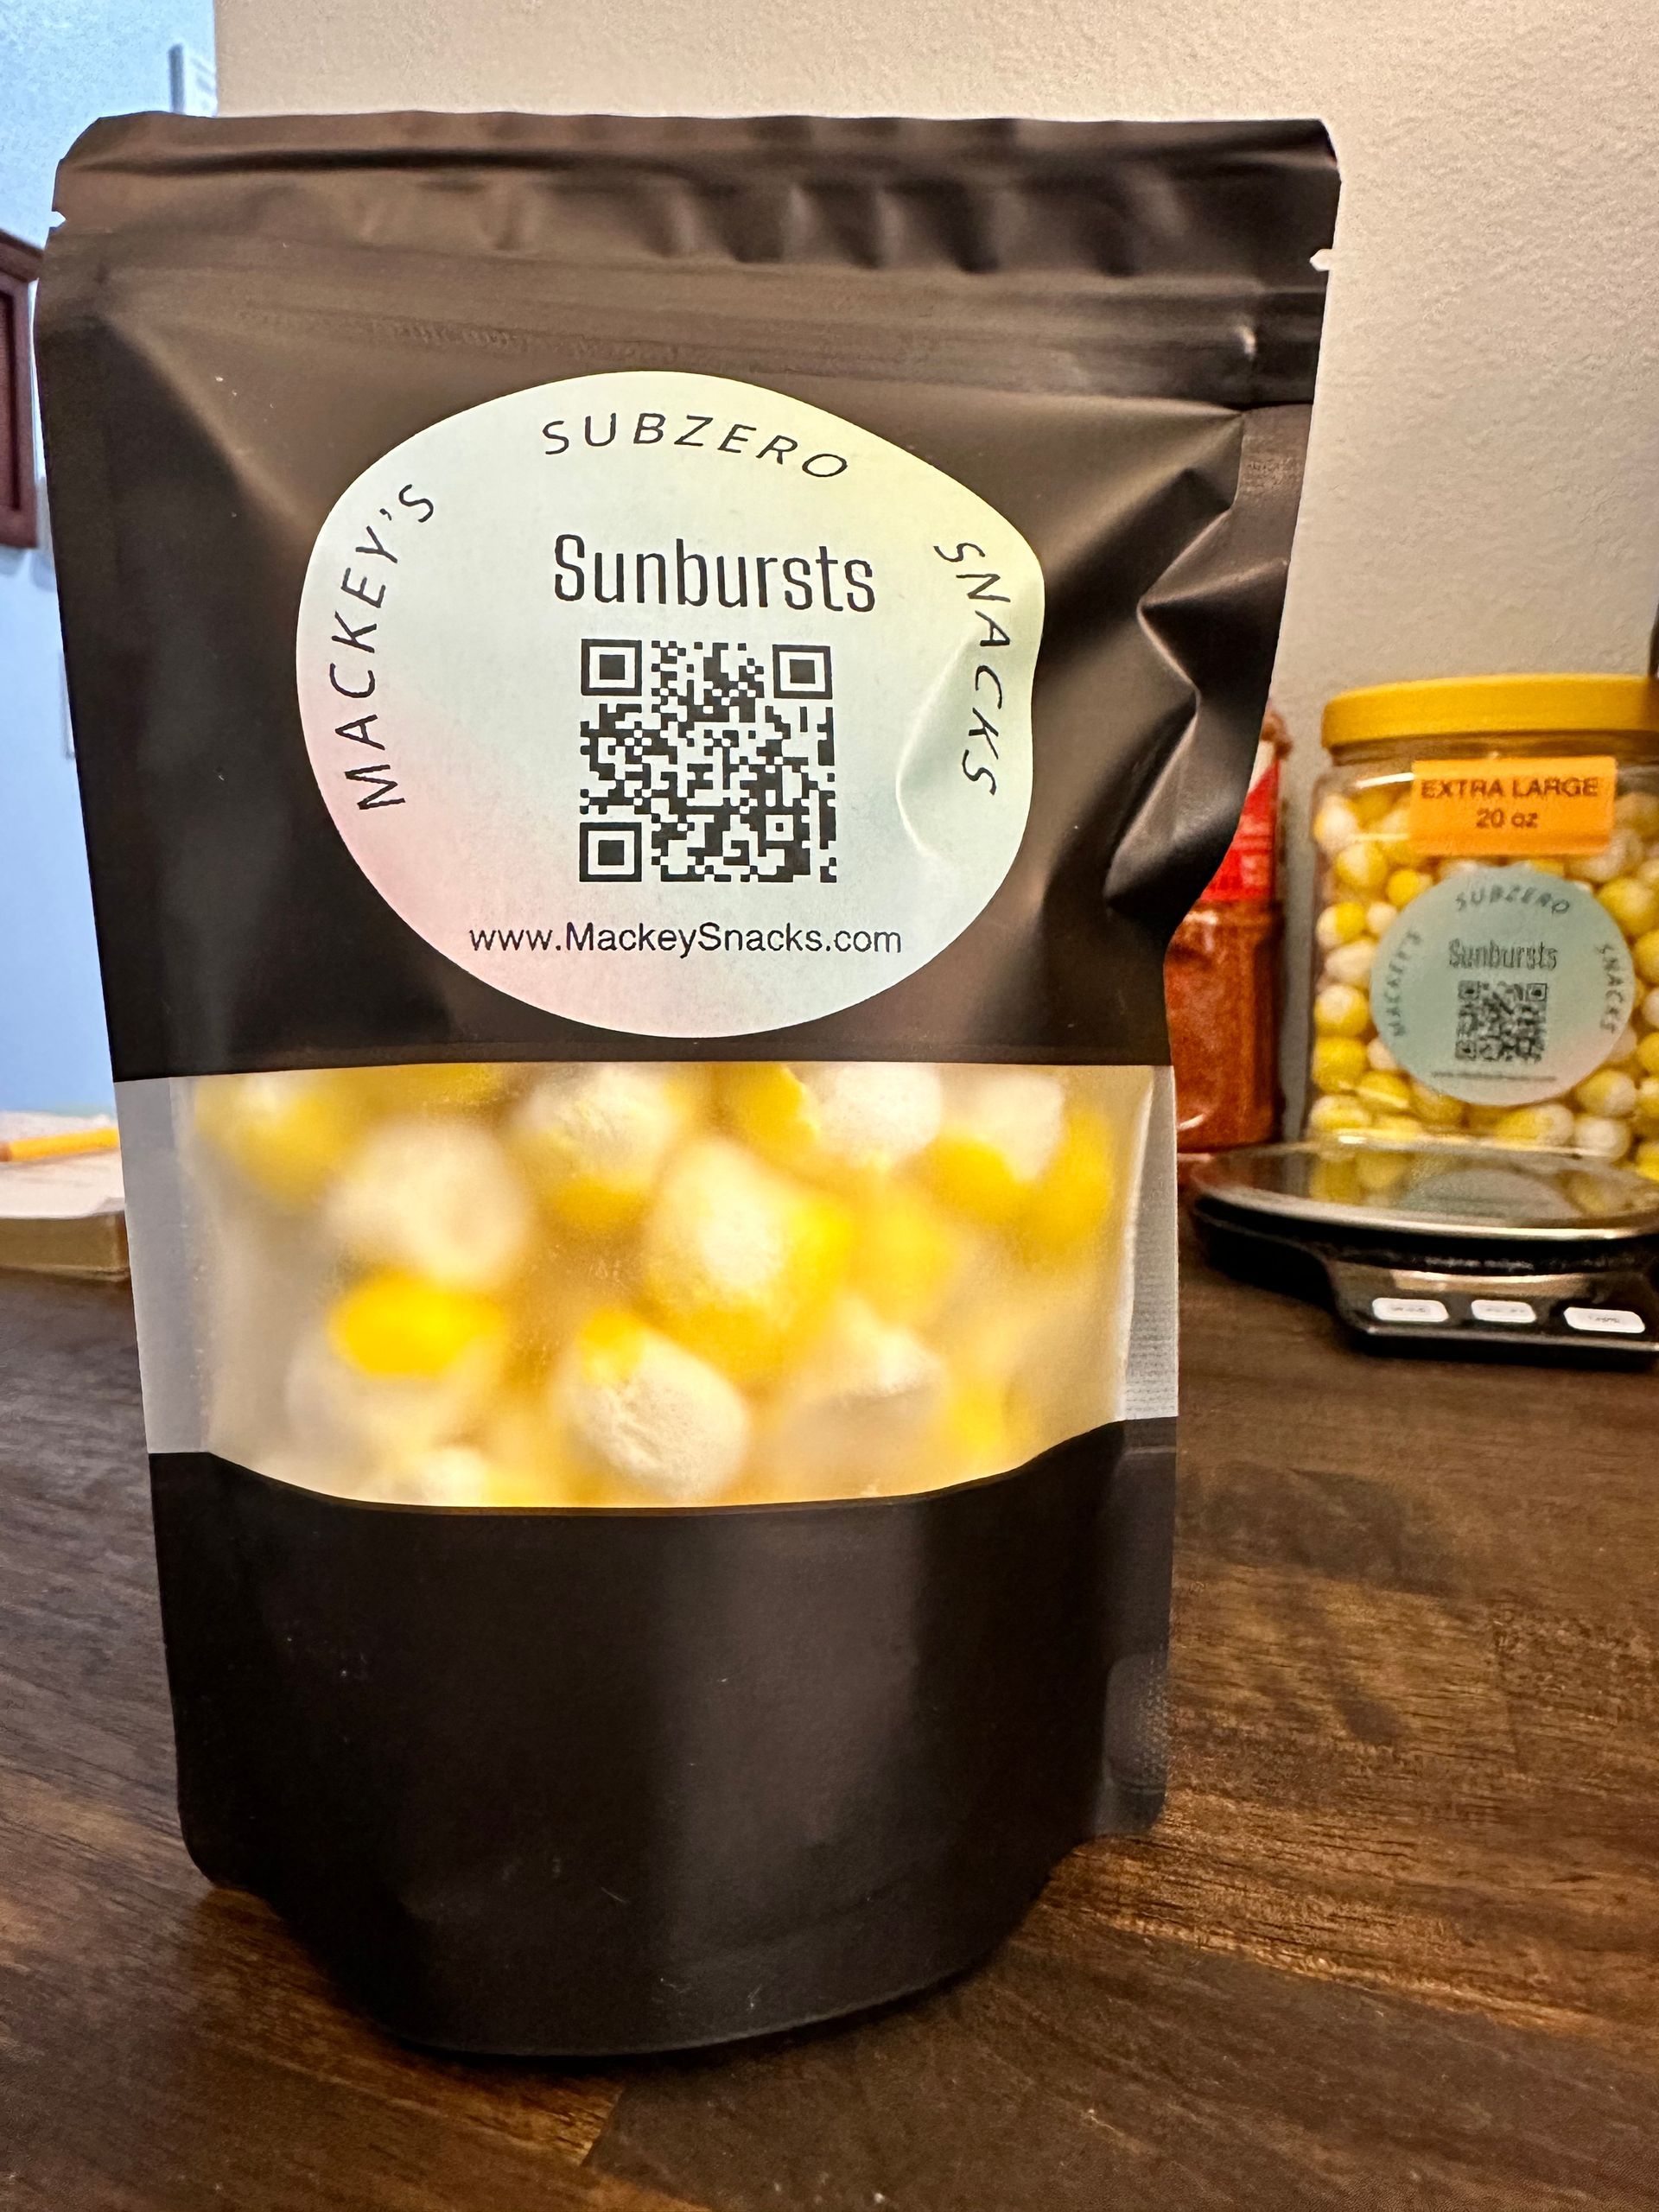 MACKEY'S SUBZERO SNACKS
Sunbursts
www.MackeySnacks.com
EXTRA LARGE
20 oz
MACKEY'S SUBZERO SNACKS
Sunbursts